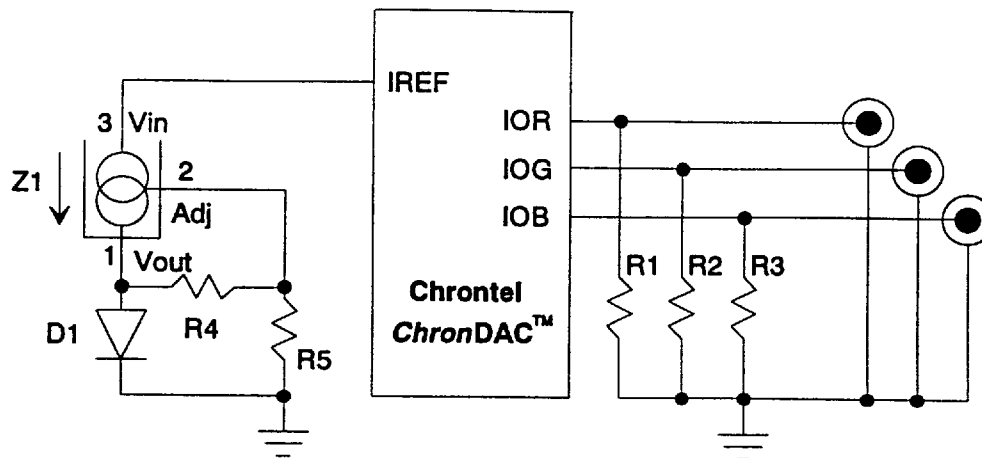 IREF
3 Vin
IOR
Z1
2
IOG
Adj
IOB
1 Vout
R1 R2 R3
D1
R4
R5
Chrontel
ChronDAC™